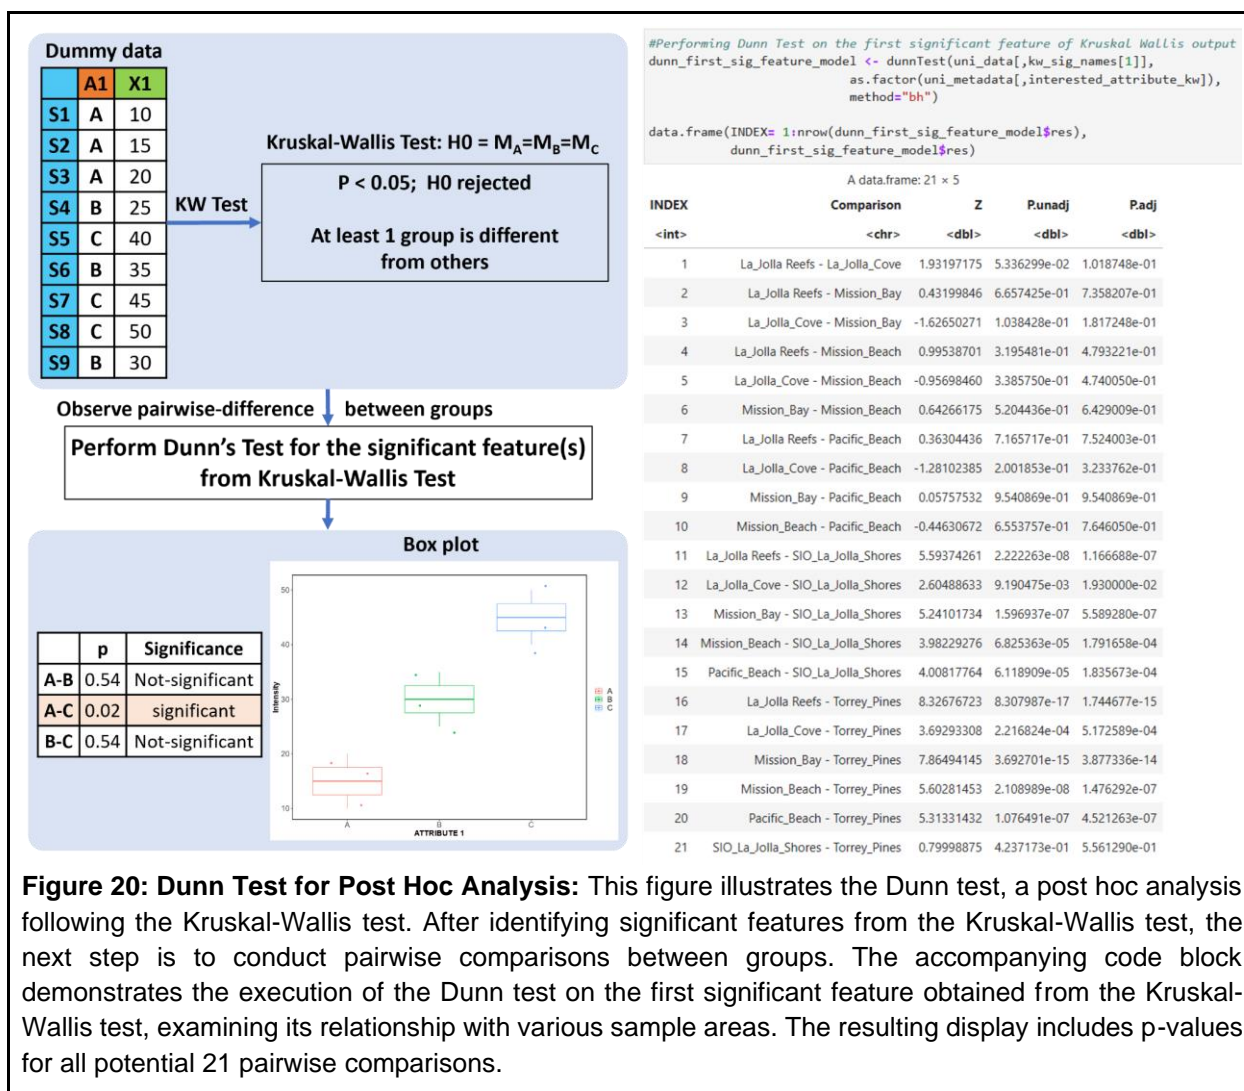 Dummy data
A1 X1
S1 A 10
S2 A 15
S3 A 20
S4 B 25
S5 C 40
S6 B 35
S7 C 45
S8 C 50
S9 B 30
KW Test
Kruskal-Wallis Test: H0 = M_A=M_B=M_C
P < 0.05; H0 rejected
At least 1 group is different
from others
Observe pairwise-difference between groups
Perform Dunn's Test for the significant feature(s)
from Kruskal-Wallis Test
Box plot
p Significance
A-B 0.54 Not-significant
A-C 0.02 significant
B-C 0.54 Not-significant
Intensity
50
40
30
20
10
A B C
ATTRIBUTE 1
A
B
C
#Performing Dunn Test on the first significant feature of Kruskal Wallis output
dunn_first_sig_feature_model <- dunnTest(uni_data[,kw_sig_names[1]],
as.factor(uni_metadata[,interested_attribute_kw]),
method="bh")
data.frame(INDEX= 1:nrow(dunn_first_sig_feature_model$res),
dunn_first_sig_feature_model$res)
A data.frame: 21 × 5
INDEX Comparison Z P.unadj P.adj
<int> <chr> <dbl> <dbl> <dbl>
1 La_Jolla Reefs - La_Jolla_Cove 1.93197175 5.336299e-02 1.018748e-01
2 La_Jolla Reefs - Mission_Bay 0.43199846 6.657425e-01 7.358207e-01
3 La_Jolla_Cove - Mission_Bay -1.62650271 1.038428e-01 1.817248e-01
4 La_Jolla Reefs - Mission_Beach 0.99538701 3.195481e-01 4.793221e-01
5 La_Jolla_Cove - Mission_Beach -0.95698460 3.385750e-01 4.740050e-01
6 Mission_Bay - Mission_Beach 0.64266175 5.204436e-01 6.429009e-01
7 La_Jolla Reefs - Pacific_Beach 0.36304436 7.165717e-01 7.524003e-01
8 La_Jolla_Cove - Pacific_Beach -1.28102385 2.001853e-01 3.233762e-01
9 Mission_Bay - Pacific_Beach 0.05757532 9.540869e-01 9.540869e-01
10 Mission_Beach - Pacific_Beach -0.44630672 6.553757e-01 7.646050e-01
11 La_Jolla Reefs - SIO_La_Jolla_Shores 5.59374261 2.222263e-08 1.166688e-07
12 La_Jolla_Cove - SIO_La_Jolla_Shores 2.60488633 9.190475e-03 1.930000e-02
13 Mission_Bay - SIO_La_Jolla_Shores 5.24101734 1.596937e-07 5.589280e-07
14 Mission_Beach - SIO_La_Jolla_Shores 3.98229276 6.825363e-05 1.791658e-04
15 Pacific_Beach - SIO_La_Jolla_Shores 4.00817764 6.118909e-05 1.835673e-04
16 La_Jolla Reefs - Torrey_Pines 8.32676723 8.307987e-17 1.744677e-15
17 La_Jolla_Cove - Torrey_Pines 3.69293308 2.216824e-04 5.172589e-04
18 Mission_Bay - Torrey_Pines 7.86494145 3.692701e-15 3.877336e-14
19 Mission_Beach - Torrey_Pines 5.60281453 2.108989e-08 1.476292e-07
20 Pacific_Beach - Torrey_Pines 5.31331432 1.076491e-07 4.521263e-07
21 SIO_La_Jolla_Shores - Torrey_Pines 0.79998875 4.237173e-01 5.561290e-01
Figure 20: Dunn Test for Post Hoc Analysis: This figure illustrates the Dunn test, a post hoc analysis
following the Kruskal-Wallis test. After identifying significant features from the Kruskal-Wallis test, the
next step is to conduct pairwise comparisons between groups. The accompanying code block
demonstrates the execution of the Dunn test on the first significant feature obtained from the Kruskal-
Wallis test, examining its relationship with various sample areas. The resulting display includes p-values
for all potential 21 pairwise comparisons.